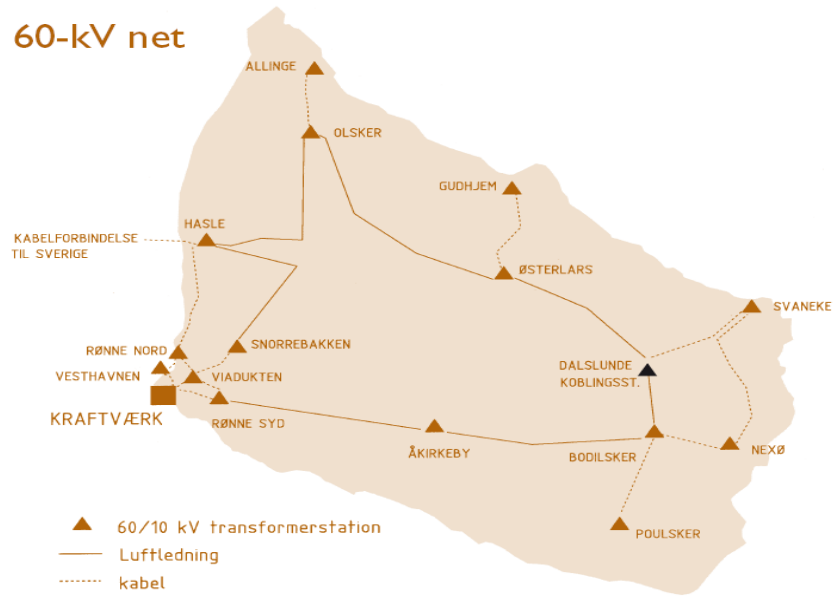 60-kV net
ALLINGE
OLSKER
GUDHJEM
HASLE
KABELFORBINDELSE
TIL SVERIGE
ØSTERLARS
SVANEKE
SNORREBAKKEN
RØNNE NORD
DALSLUNDE
KOBLINGSST.
VESTHAVNEN
VIADUKTEN
KRAFTVÆRK
RØNNE SYD
ÅKIRKEBY
BODILSKER
NEXØ
POULSKER
60/10 kV transformerstation
Luftledning
kabel